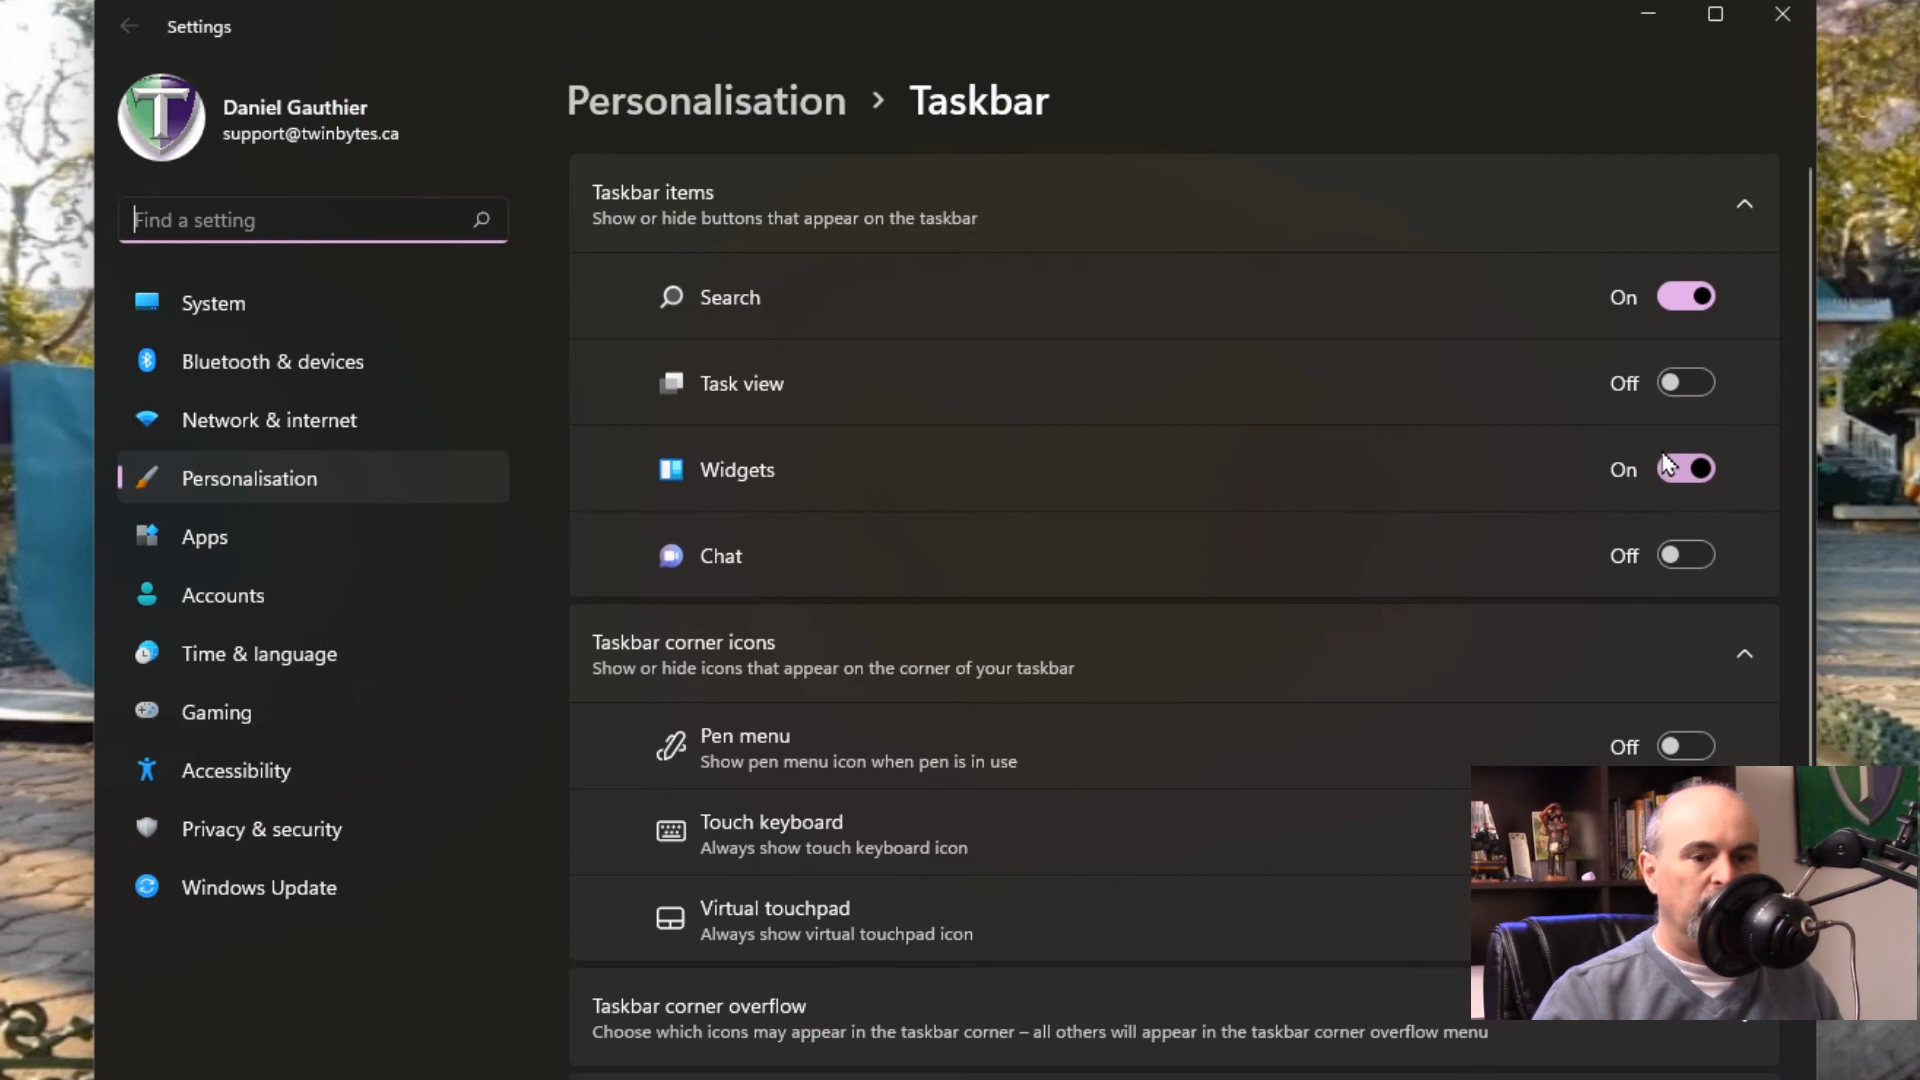 Settings
Daniel Gauthier
support@twinbytes.ca
Find a setting
System
Bluetooth & devices
Network & internet
Personalisation
Apps
Accounts
Time & language
Gaming
Accessibility
Privacy & security
Windows Update
Personalisation > Taskbar
Taskbar items
Show or hide buttons that appear on the taskbar
Search On
Task view Off
Widgets On
Chat Off
Taskbar corner icons
Show or hide icons that appear on the corner of your taskbar
Pen menu
Show pen menu icon when pen is in use
Off
Touch keyboard
Always show touch keyboard icon
Virtual touchpad
Always show virtual touchpad icon
Taskbar corner overflow
Choose which icons may appear in the taskbar corner – all others will appear in the taskbar corner overflow menu